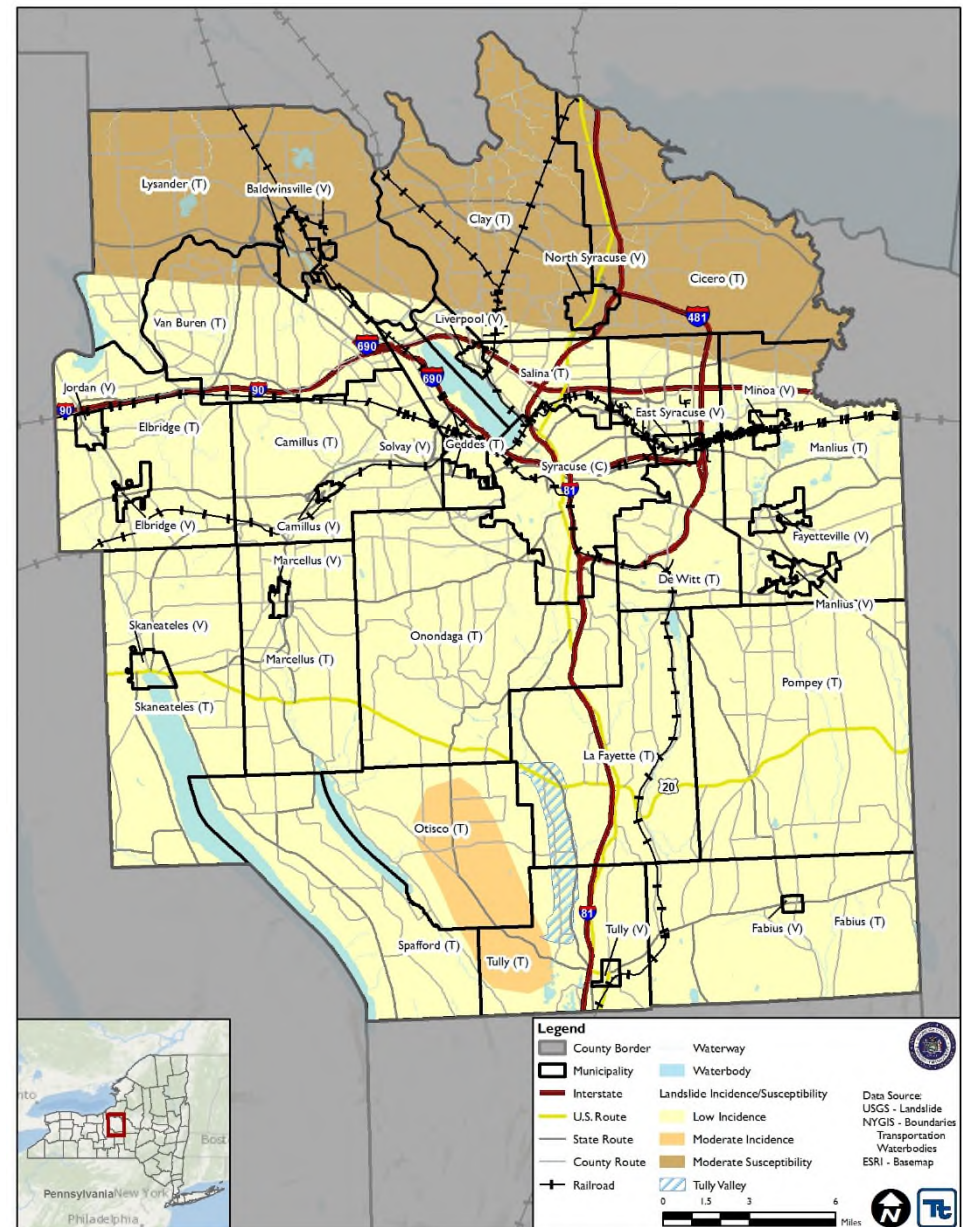 Lysander (T)
Baldwinsville (V)
Clay (T)
North Syracuse (V)
Cicero (T)
481
Van Buren (T)
Liverpool (V)
690
690
Salina (T)
Jordan (V)
90
90
Minoa (V)
East Syracuse (V)
Elbridge (T)
Camillus (T)
Solvay (V)
Geddes (T)
Manlius (T)
Syracuse (C)
81
Elbridge (V)
Camillus (V)
Fayetteville (V)
Marcellus (V)
De Witt (T)
Manlius (V)
Skaneateles (V)
Onondaga (T)
Marcellus (T)
Pompey (T)
Skaneateles (T)
La Fayette (T)
20
Otisco (T)
81
Tully (V)
Fabius (V)
Fabius (T)
Spafford (T)
Tully (T)
nto
Bost
Pennsylvania
New York
Philadelphia
Legend
County Border
Municipality
Interstate
U.S. Route
State Route
County Route
Railroad
Waterway
Waterbody
Landslide Incidence/Susceptibility
Low Incidence
Moderate Incidence
Moderate Susceptibility
Tully Valley
0 1.5 3 6
Miles
Data Source:
USGS - Landslide
NYGIS - Boundaries
Transportation
Waterbodies
ESRI - Basemap
N
Tt